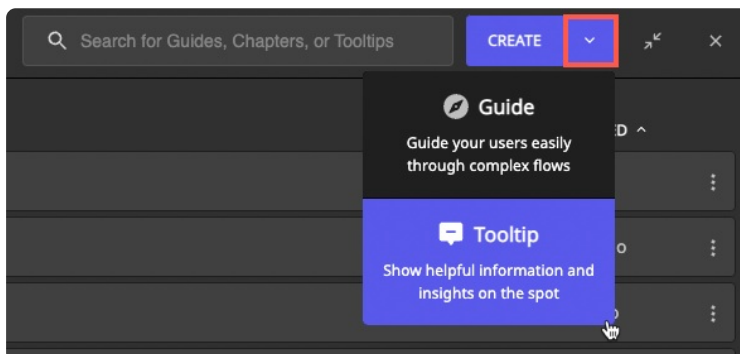 Search for Guides, Chapters, or Tooltips
CREATE
Guide
Guide your users easily
through complex flows
Tooltip
Show helpful information and
insights on the spot